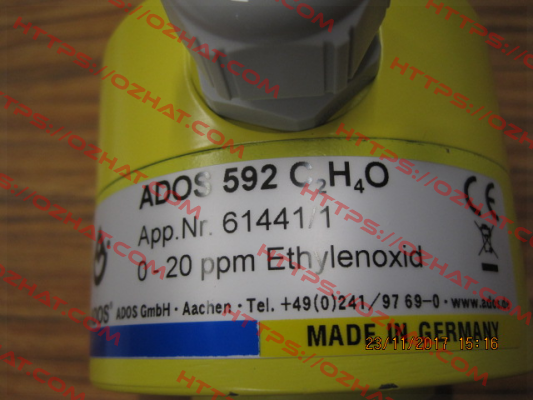 ADOS 592 C₂H₄O
App.Nr. 61441/1
0 - 20 ppm Ethylenoxid
ADOS GmbH · Aachen · Tel. +49(0)241/97 69-0 · www.ados.de
MADE IN GERMANY
23/11/2017 15:16
HTTPS://OZHAT.COM